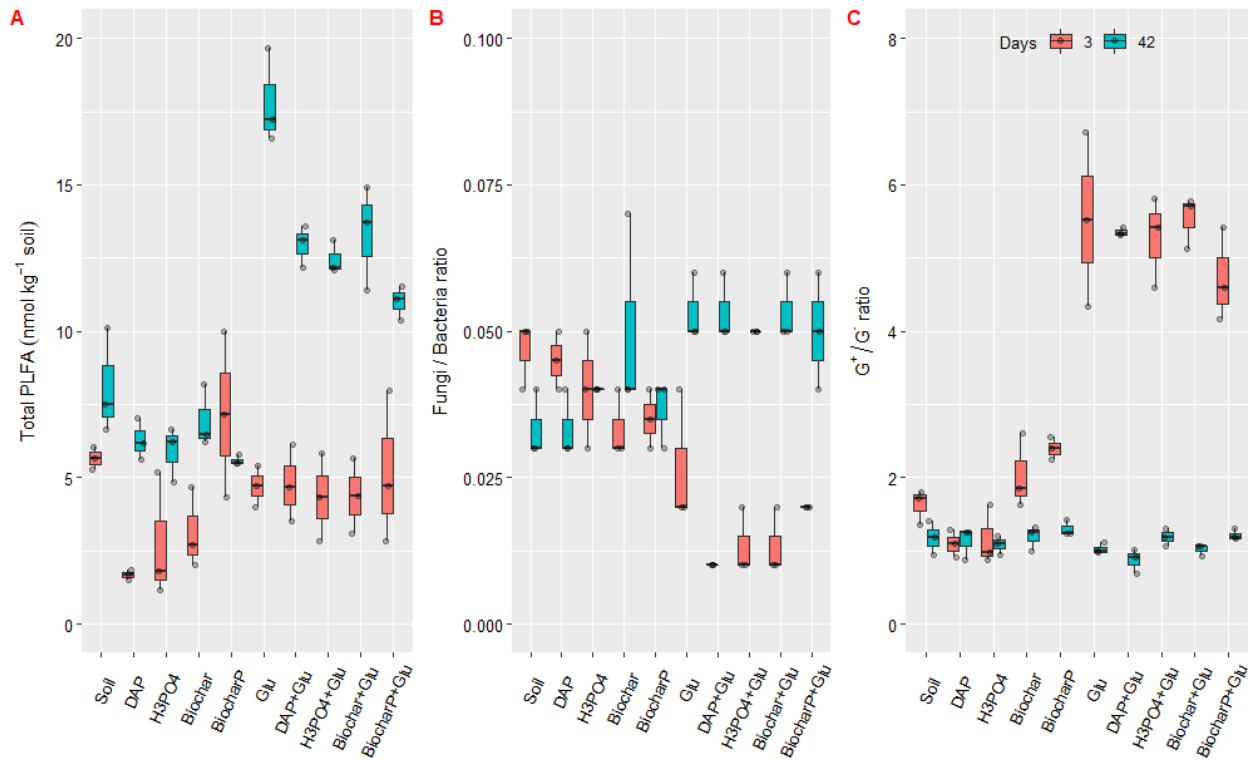 A
Total PLFA (nmol kg⁻¹ soil)
20
15
10
5
0
Soil
DAP
H3PO4
Biochar
BiocharP
Glu
DAP+Glu
H3PO4+Glu
Biochar+Glu
BiocharP+Glu
B
Fungi / Bacteria ratio
0.100
0.075
0.050
0.025
0.000
Soil
DAP
H3PO4
Biochar
BiocharP
Glu
DAP+Glu
H3PO4+Glu
Biochar+Glu
BiocharP+Glu
C
Days 3 42
G⁺/G⁻ ratio
8
6
4
2
0
Soil
DAP
H3PO4
Biochar
BiocharP
Glu
DAP+Glu
H3PO4+Glu
Biochar+Glu
BiocharP+Glu